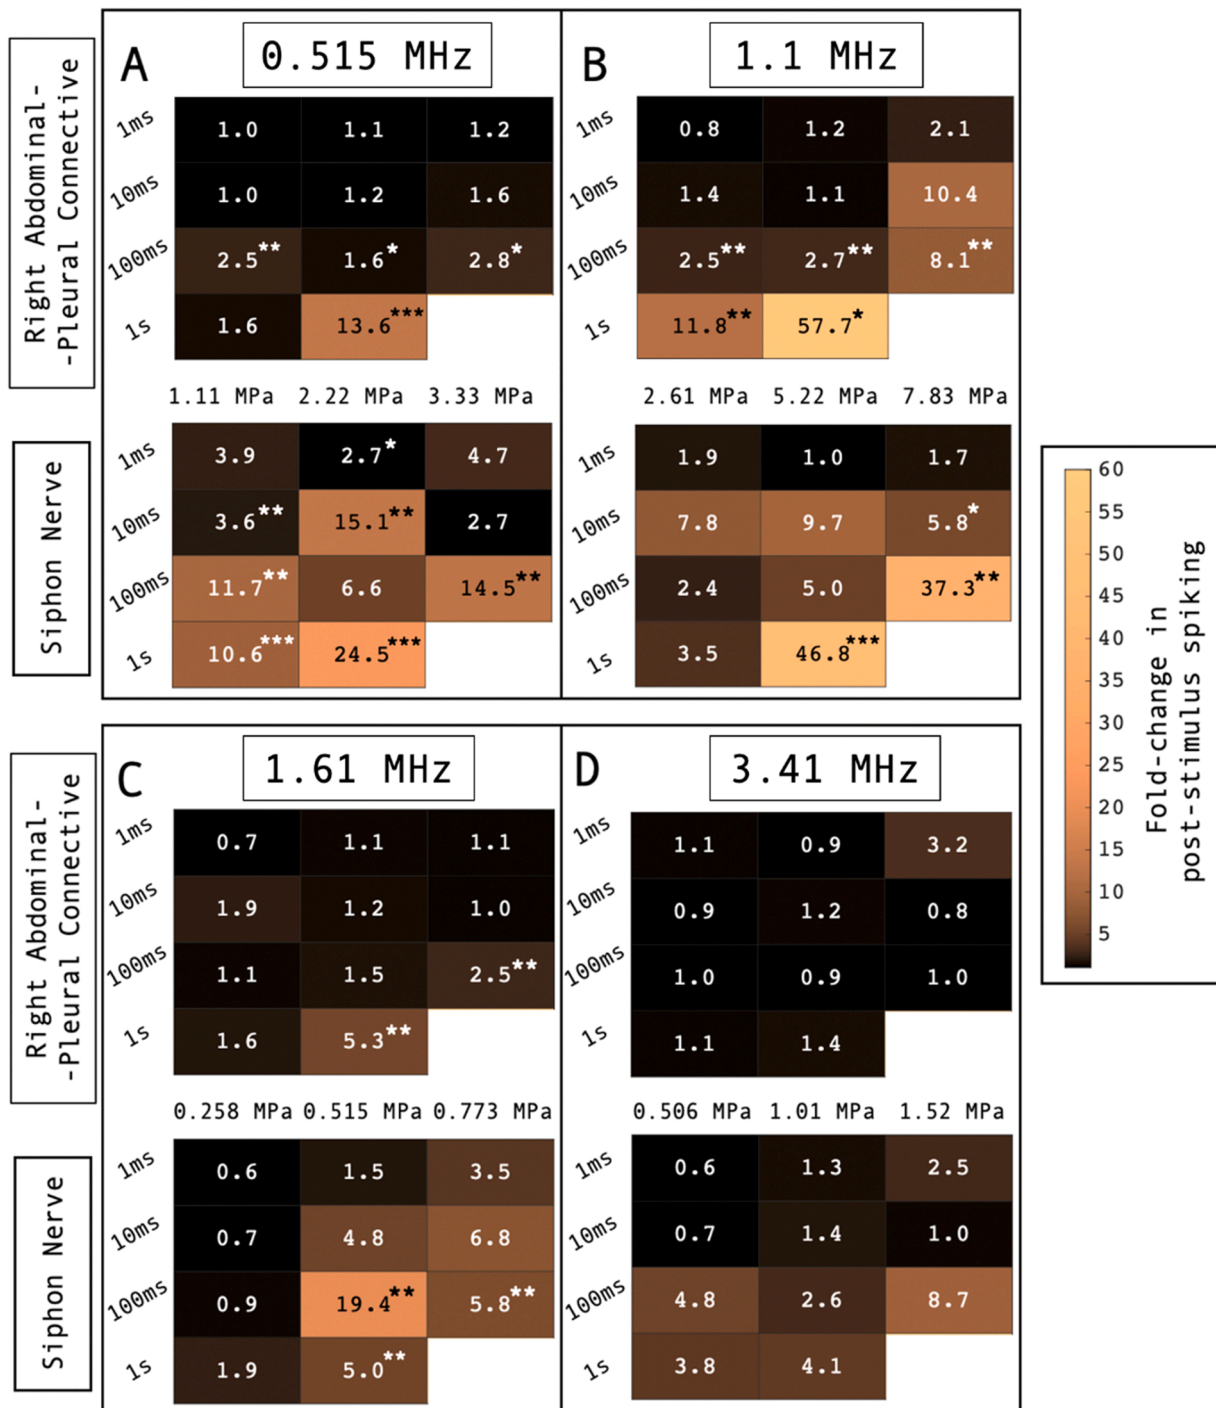 A
0.515 MHz
Right Abdominal-
-Pleural Connective
1ms 1.0 1.1 1.2
10ms 1.0 1.2 1.6
100ms 2.5** 1.6* 2.8*
1s 1.6 13.6***
1.11 MPa 2.22 MPa 3.33 MPa
Siphon Nerve
1ms 3.9 2.7* 4.7
10ms 3.6** 15.1** 2.7
100ms 11.7** 6.6 14.5**
1s 10.6*** 24.5***
B
1.1 MHz
1ms 0.8 1.2 2.1
10ms 1.4 1.1 10.4
100ms 2.5** 2.7** 8.1**
1s 11.8** 57.7*
2.61 MPa 5.22 MPa 7.83 MPa
1ms 1.9 1.0 1.7
10ms 7.8 9.7 5.8*
100ms 2.4 5.0 37.3**
1s 3.5 46.8***
60
55
50
45
40
35
30
25
20
15
10
5
Fold-change in
post-stimulus spiking
C
1.61 MHz
Right Abdominal-
-Pleural Connective
1ms 0.7 1.1 1.1
10ms 1.9 1.2 1.0
100ms 1.1 1.5 2.5**
1s 1.6 5.3**
0.258 MPa 0.515 MPa 0.773 MPa
Siphon Nerve
1ms 0.6 1.5 3.5
10ms 0.7 4.8 6.8
100ms 0.9 19.4** 5.8**
1s 1.9 5.0**
D
3.41 MHz
1ms 1.1 0.9 3.2
10ms 0.9 1.2 0.8
100ms 1.0 0.9 1.0
1s 1.1 1.4
0.506 MPa 1.01 MPa 1.52 MPa
1ms 0.6 1.3 2.5
10ms 0.7 1.4 1.0
100ms 4.8 2.6 8.7
1s 3.8 4.1